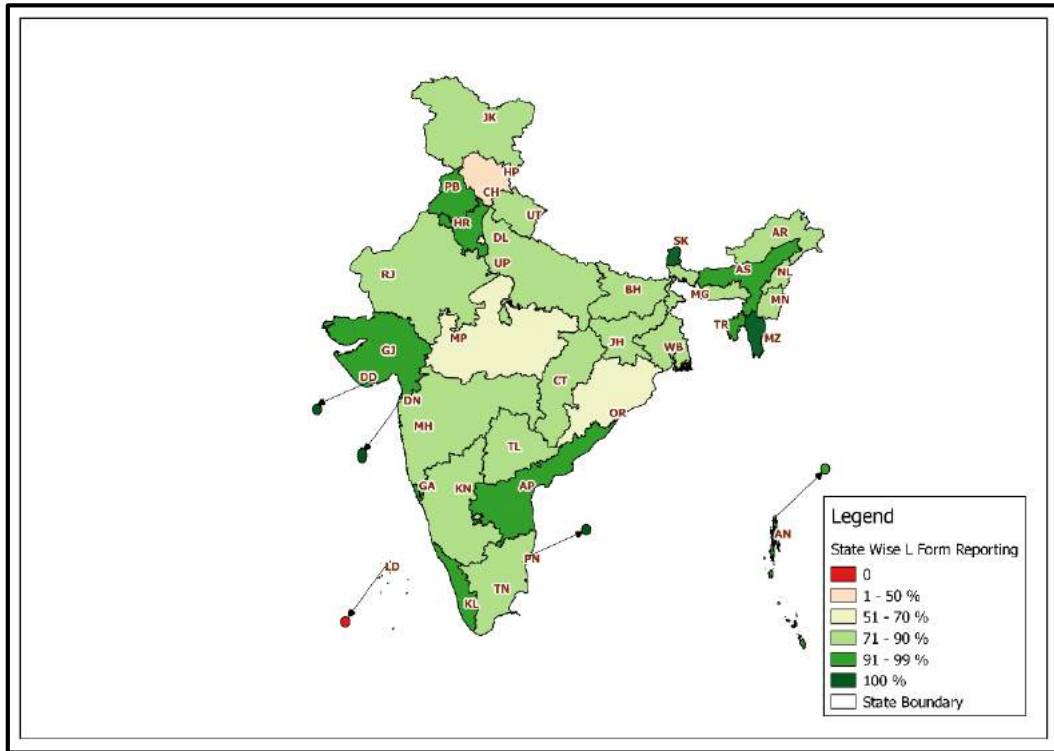 JK
HP
PB
CH
HR
UT
DL
UP
RJ
SK
AR
AS
NL
BH
MG
MN
TR
MZ
MP
JH
WB
GJ
CT
DD
DN
MH
OR
TL
GA
KN
AP
AN
PN
LD
TN
KL
Legend
State Wise L Form Reporting
0
1 - 50 %
51 - 70 %
71 - 90 %
91 - 99 %
100 %
State Boundary